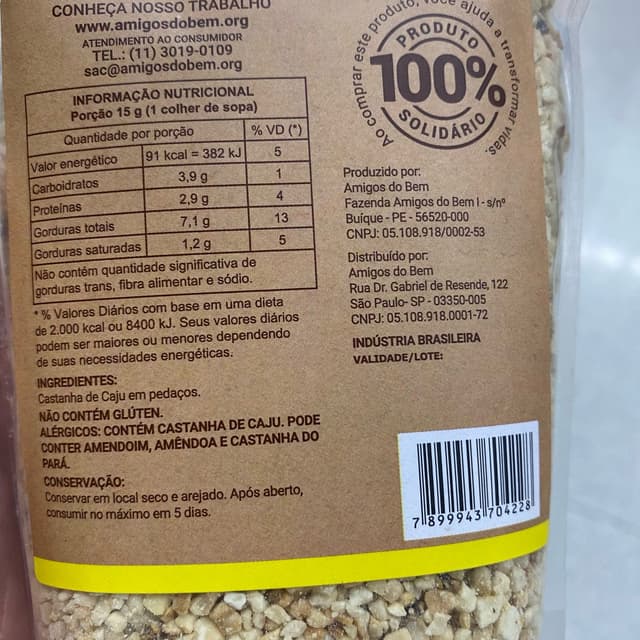 CONHEÇA NOSSO TRABALHO
www.amigosdobem.org
ATENDIMENTO AO CONSUMIDOR
TEL.: (11) 3019-0109
sac@amigosdobem.org
INFORMAÇÃO NUTRICIONAL
Porção 15 g (1 colher de sopa)
Quantidade por porção % VD (*)
Valor energético 91 kcal = 382 kJ 5
Carboidratos 3,9 g 1
Proteínas 2,9 g 4
Gorduras totais 7,1 g 13
Gorduras saturadas 1,2 g 5
Não contém quantidade significativa de
gorduras trans, fibra alimentar e sódio.
* % Valores Diários com base em uma dieta
de 2.000 kcal ou 8400 kJ. Seus valores diários
podem ser maiores ou menores dependendo
de suas necessidades energéticas.
INGREDIENTES:
Castanha de Caju em pedaços.
NÃO CONTÉM GLÚTEN.
ALÉRGICOS: CONTÉM CASTANHA DE CAJU. PODE
CONTER AMENDOIM, AMÊNDOA E CASTANHA DO
PARÁ.
CONSERVAÇÃO:
Conservar em local seco e arejado. Após aberto,
consumir no máximo em 5 dias.
Ao comprar este produto, você ajuda a transformar vidas.
PRODUTO
100%
SOLIDÁRIO
Produzido por:
Amigos do Bem
Fazenda Amigos do Bem I - s/nº
Buíque - PE - 56520-000
CNPJ: 05.108.918/0002-53
Distribuído por:
Amigos do Bem
Rua Dr. Gabriel de Resende, 122
São Paulo- SP - 03350-005
CNPJ: 05.108.918.0001-72
INDÚSTRIA BRASILEIRA
VALIDADE/LOTE:
7 899943 704228